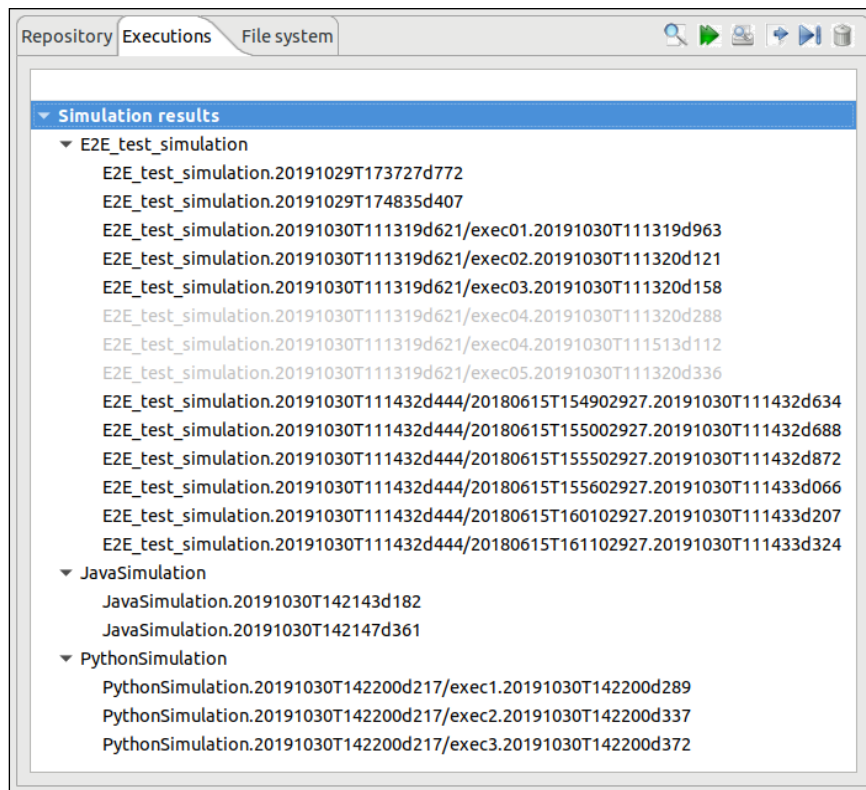 Repository Executions File system
Simulation results
E2E_test_simulation
E2E_test_simulation.20191029T173727d772
E2E_test_simulation.20191029T174835d407
E2E_test_simulation.20191030T111319d621/exec01.20191030T111319d963
E2E_test_simulation.20191030T111319d621/exec02.20191030T111320d121
E2E_test_simulation.20191030T111319d621/exec03.20191030T111320d158
E2E_test_simulation.20191030T111319d621/exec04.20191030T111320d288
E2E_test_simulation.20191030T111319d621/exec04.20191030T111513d112
E2E_test_simulation.20191030T111319d621/exec05.20191030T111320d336
E2E_test_simulation.20191030T111432d444/20180615T154902927.20191030T111432d634
E2E_test_simulation.20191030T111432d444/20180615T155002927.20191030T111432d688
E2E_test_simulation.20191030T111432d444/20180615T155502927.20191030T111432d872
E2E_test_simulation.20191030T111432d444/20180615T155602927.20191030T111433d066
E2E_test_simulation.20191030T111432d444/20180615T160102927.20191030T111433d207
E2E_test_simulation.20191030T111432d444/20180615T161102927.20191030T111433d324
JavaSimulation
JavaSimulation.20191030T142143d182
JavaSimulation.20191030T142147d361
PythonSimulation
PythonSimulation.20191030T142200d217/exec1.20191030T142200d289
PythonSimulation.20191030T142200d217/exec2.20191030T142200d337
PythonSimulation.20191030T142200d217/exec3.20191030T142200d372